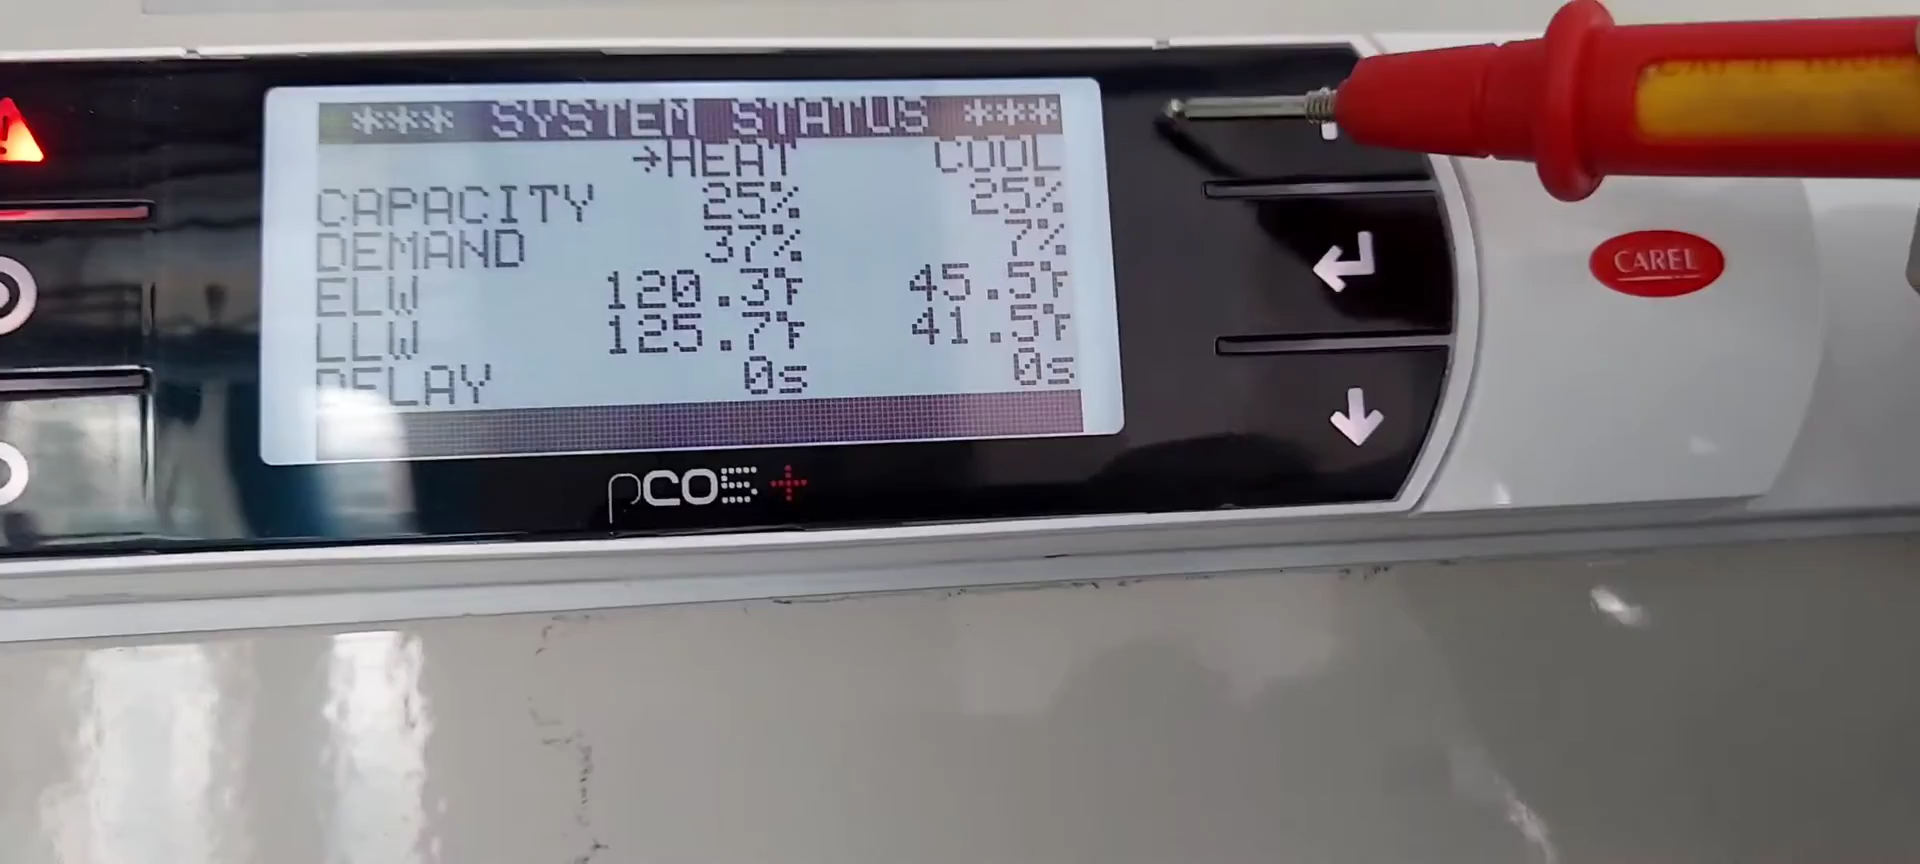 *** SYSTEM STATUS ***
→HEAT COOL
CAPACITY 25% 25%
DEMAND 37% 7%
ELW 120.3°F 45.5°F
LLW 125.7°F 41.5°F
DELAY 0s 0s
pCO5+
CAREL